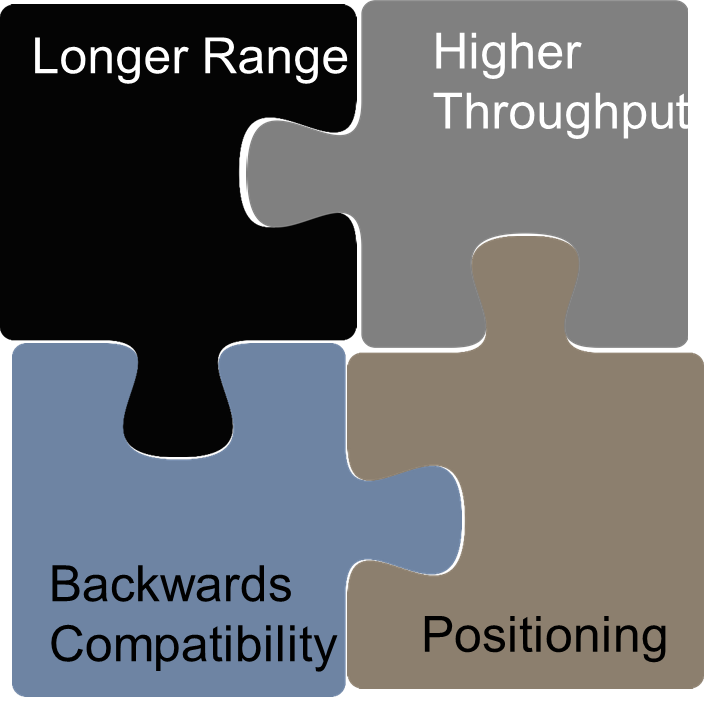 Longer Range
Higher
Throughput
Backwards
Compatibility
Positioning